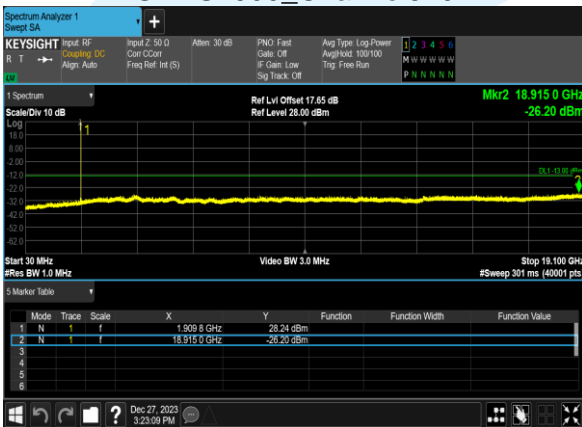 Spectrum Analyzer 1
Swept SA
KEYSIGHT
R T
LW
Input: RF
Coupling: DC
Align: Auto
Input Z: 50 Ω
Corr CCorr
Freq Ref: Int (S)
Atten: 30 dB
PNO: Fast
Gate: Off
IF Gain: Low
Sig Track: Off
Avg Type: Log-Power
Avg|Hold: 100/100
Trig: Free Run
1 2 3 4 5 6
M W W W W W
P N N N N N
1 Spectrum
Scale/Div 10 dB
Ref Lvl Offset 17.65 dB
Ref Level 28.00 dBm
Mkr2 18.915 0 GHz
-26.20 dBm
Log
18.0
8.00
-2.00
-12.0
-22.0
-32.0
-42.0
-52.0
-62.0
1
DL1 -13.00 dBm
2
Start 30 MHz
#Res BW 1.0 MHz
Video BW 3.0 MHz
Stop 19.100 GHz
#Sweep 301 ms (40001 pts)
5 Marker Table
Mode Trace Scale X Y Function Function Width Function Value
1 N 1 f 1.909 8 GHz 28.24 dBm
2 N 1 f 18.915 0 GHz -26.20 dBm
3
4
5
6
?
Dec 27, 2023
3:23:09 PM